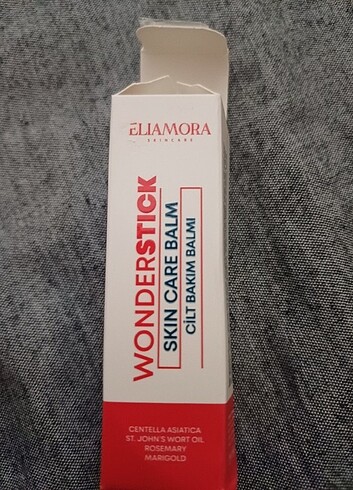 ELIAMORA
SKINCARE
WONDERSTICK
SKIN CARE BALM
CİLT BAKIM BALMI
CENTELLA ASIATICA
ST. JOHN'S WORT OIL
ROSEMARY
MARIGOLD